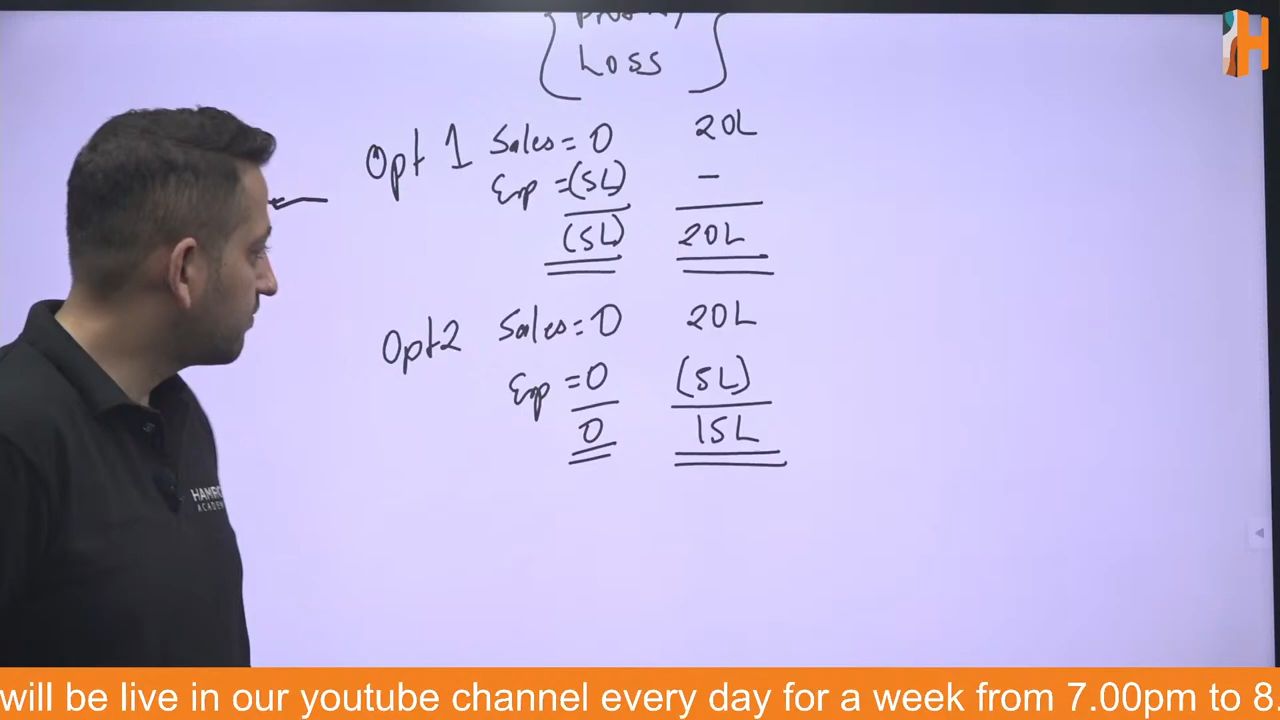 Loss
Opt 1 Sales = 0 20L
Exp = (5L) –
(5L) 20L
Opt2 Sales = 0 20L
Exp = 0 (5L)
0 15L
H
will be live in our youtube channel every day for a week from 7.00pm to 8.